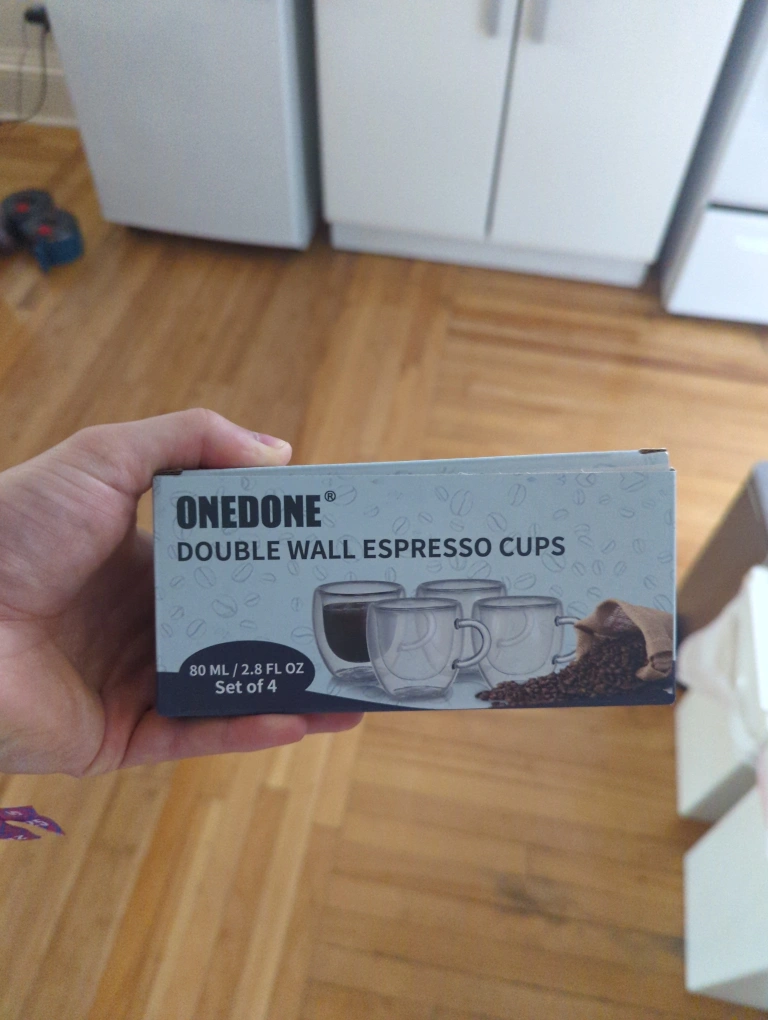 ONEDONE®
DOUBLE WALL ESPRESSO CUPS
80 ML / 2.8 FL OZ
Set of 4